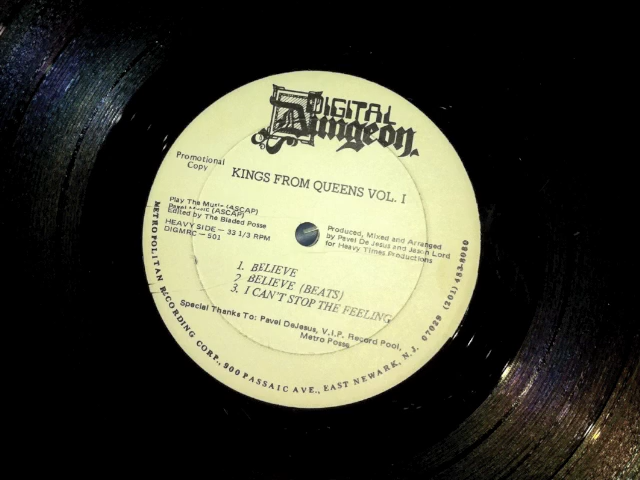 DIGITAL
Dungeon.
Promotional
Copy
KINGS FROM QUEENS VOL. I
Play The Music (ASCAP)
Pavel Music (ASCAP)
Edited by The Bladed Posse
HEAVY SIDE — 33 1/3 RPM
DIGMRC — 501
Produced, Mixed and Arranged
by Pavel De Jesus and Jason Lord
for Heavy Times Productions
1. BELIEVE
2 BELIEVE (BEATS)
3. I CAN'T STOP THE FEELING
Special Thanks To: Pavel DeJesus, V.I.P. Record Pool,
Metro Posse
METROPOLITAN RECORDING CORP., 900 PASSAIC AVE., EAST NEWARK, N.J. 07029 (201) 483-8080